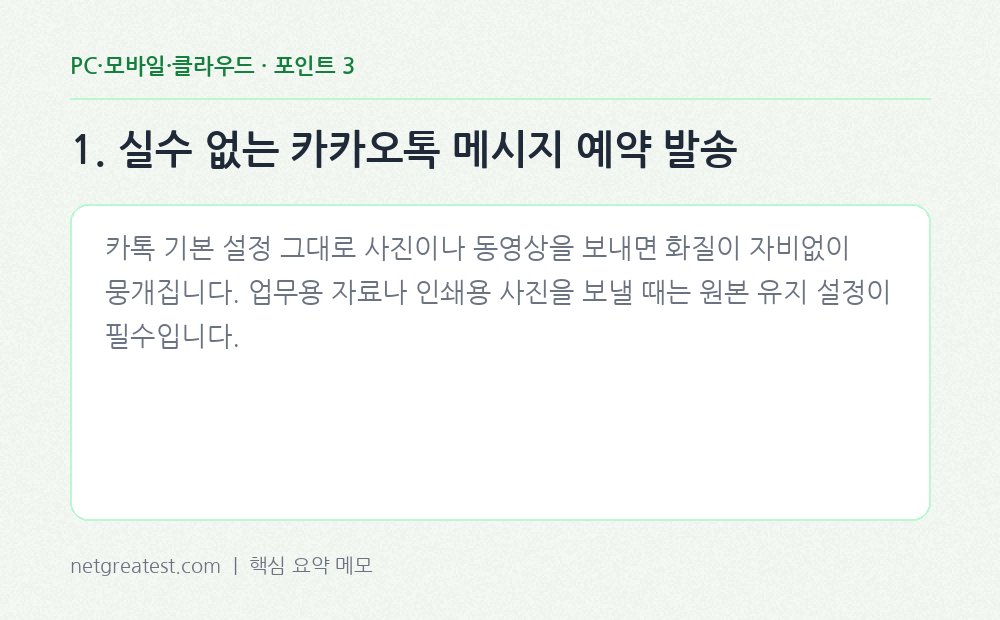 PC·모바일·클라우드 · 포인트 3
1. 실수 없는 카카오톡 메시지 예약 발송
카톡 기본 설정 그대로 사진이나 동영상을 보내면 화질이 자비없이
뭉개집니다. 업무용 자료나 인쇄용 사진을 보낼 때는 원본 유지 설정이
필수입니다.
netgreatest.com | 핵심 요약 메모